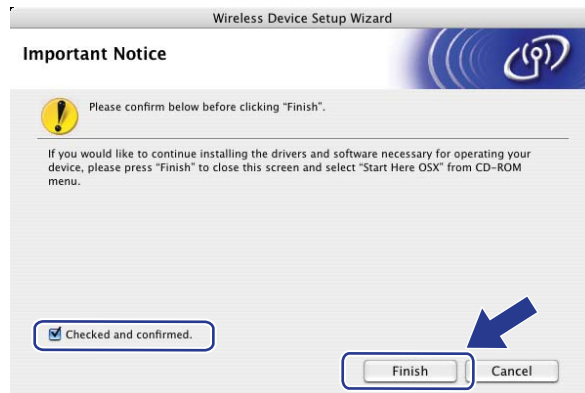 Wireless Device Setup Wizard
Important Notice
Please confirm below before clicking "Finish".
If you would like to continue installing the drivers and software necessary for operating your
device, please press "Finish" to close this screen and select "Start Here OSX" from CD-ROM
menu.
Checked and confirmed.
Finish Cancel